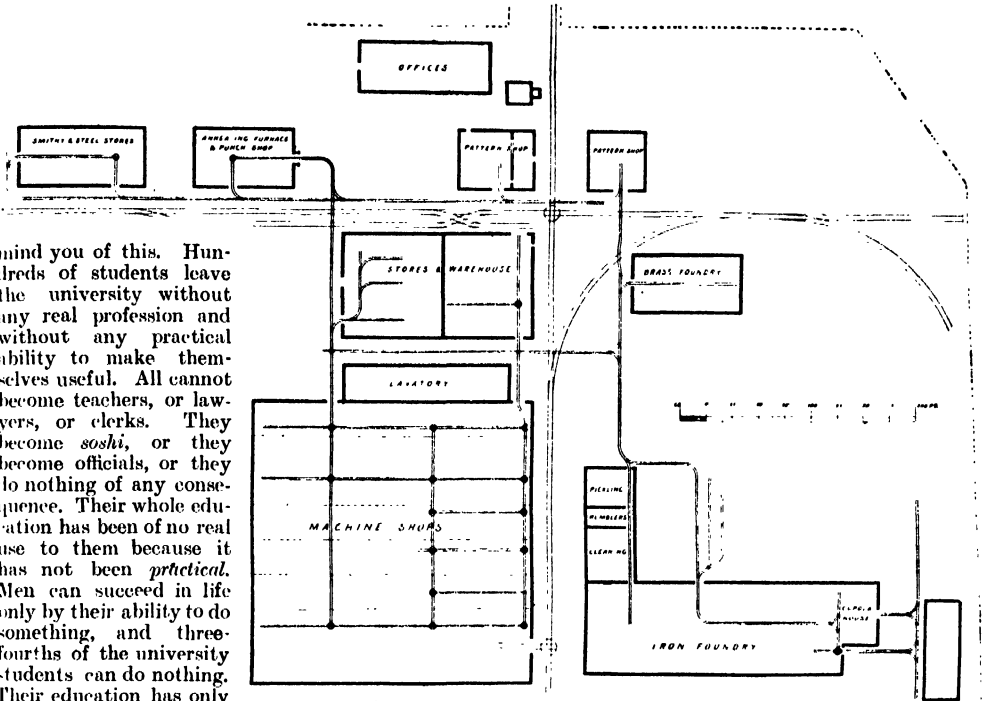 OFFICES
SMITHY & STEEL STORES
ANNEALING FURNACE
& PUNCH SHOP
PATTERN SHOP
PATTERN SHOP
STORES & WAREHOUSE
BRASS FOUNDRY
LAVATORY
MACHINE SHOPS
PICKLING
RUMBLERS
CLEANING
CUPOLA
HOUSE
IRON FOUNDRY
mind you of this. Hun-
dreds of students leave
the university without
any real profession and
without any practical
ability to make them-
selves useful. All cannot
become teachers, or law-
yers, or clerks. They
become soshi, or they
become officials, or they
do nothing of any conse-
quence. Their whole edu-
cation has been of no real
use to them because it
has not been practical.
Men can succeed in life
only by their ability to do
something, and three-
fourths of the university
students can do nothing.
Their education has only